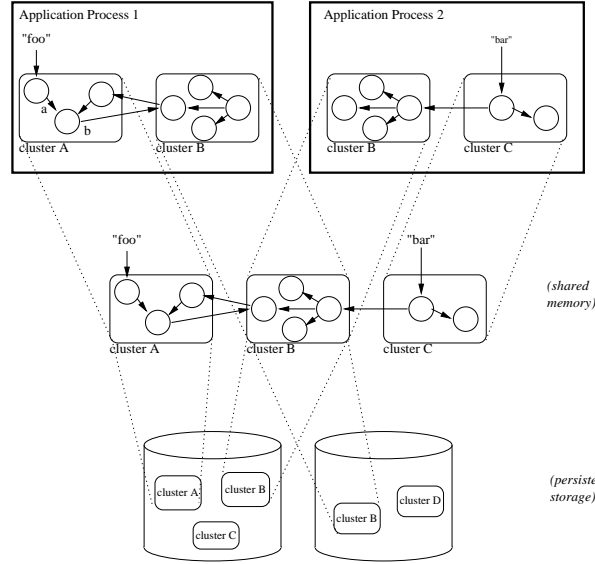 Application Process 1
Application Process 2
"foo"
"bar"
a
b
cluster A
cluster B
cluster B
cluster C
"foo"
"bar"
(shared
memory)
cluster A
cluster B
cluster C
cluster A
cluster B
cluster C
cluster B
cluster D
(persiste
storage)